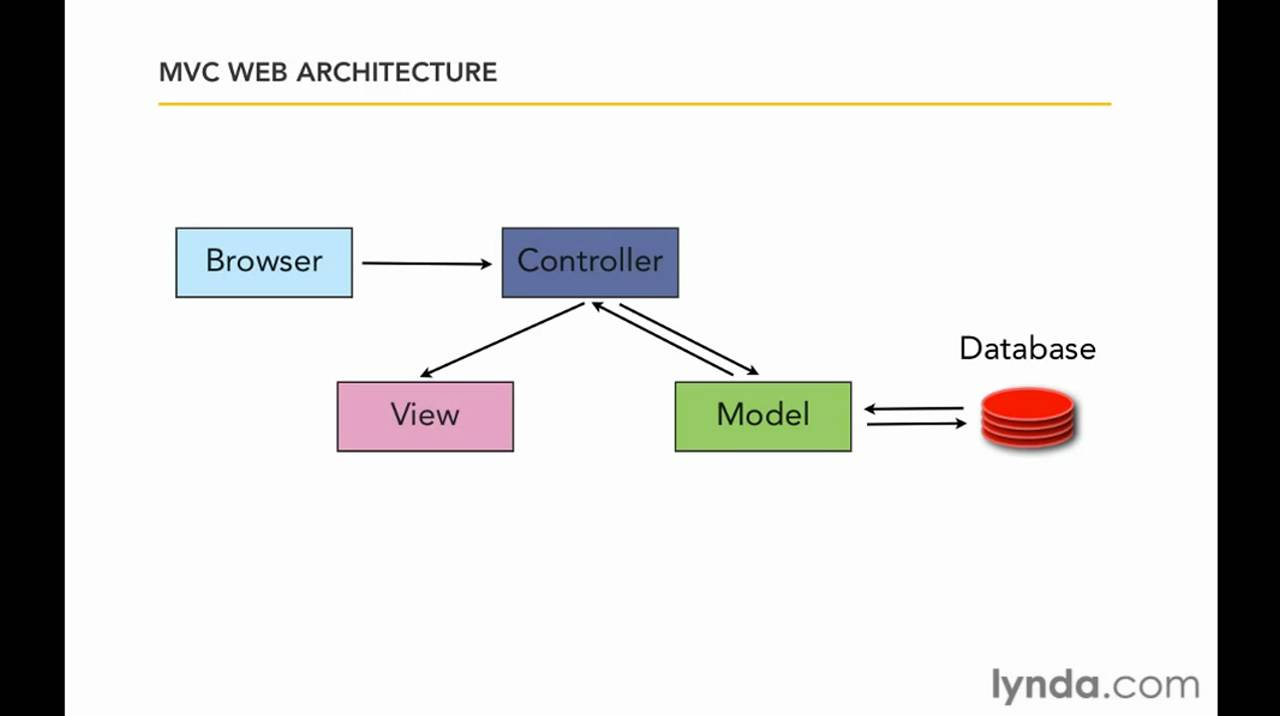 MVC WEB ARCHITECTURE
Browser
Controller
Database
View
Model
lynda.com